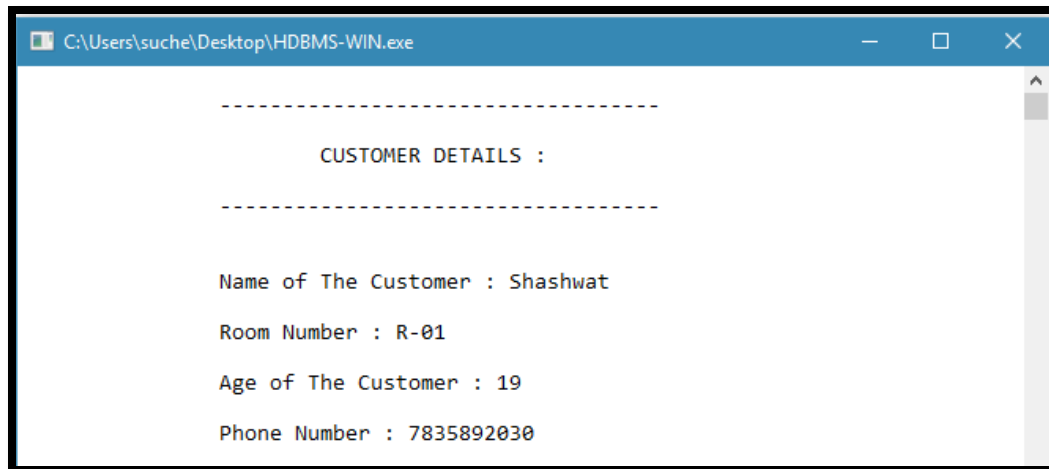 C:\Users\suche\Desktop\HDBMS-WIN.exe
-----------------------------------
CUSTOMER DETAILS :
-----------------------------------
Name of The Customer : Shashwat
Room Number : R-01
Age of The Customer : 19
Phone Number : 7835892030